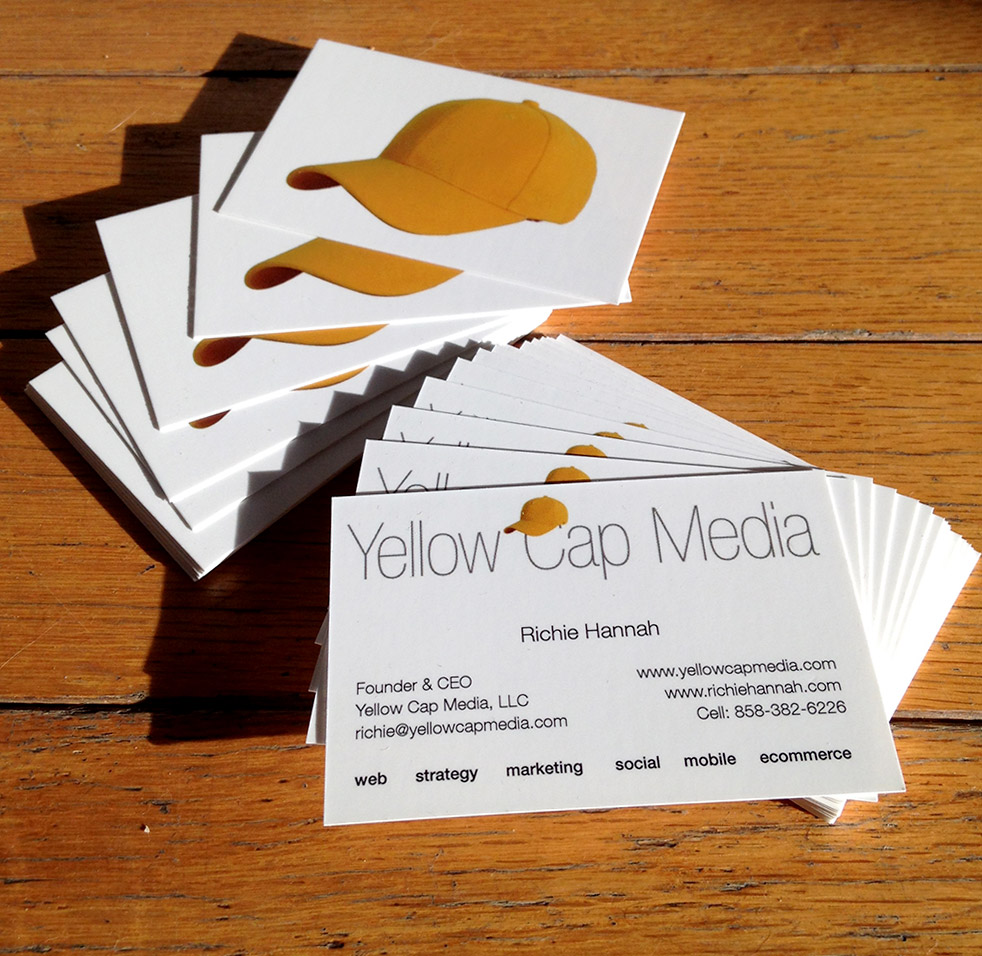 Yellow Cap Media
Richie Hannah
Founder & CEO
Yellow Cap Media, LLC
richie@yellowcapmedia.com
www.yellowcapmedia.com
www.richiehannah.com
Cell: 858-382-6226
web strategy marketing social mobile ecommerce